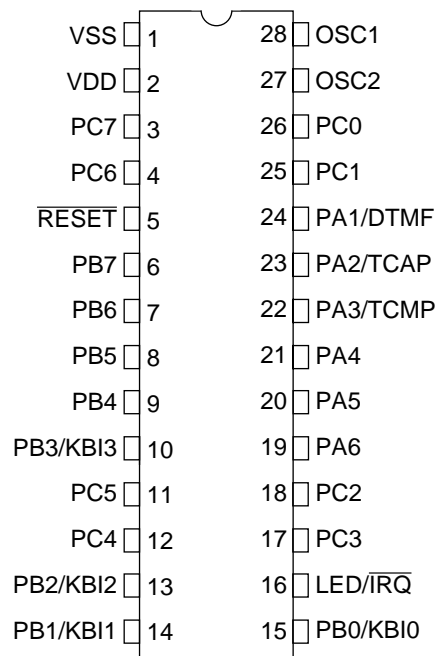 VSS 1 28 OSC1
VDD 2 27 OSC2
PC7 3 26 PC0
PC6 4 25 PC1
R̅E̅S̅E̅T̅ 5 24 PA1/DTMF
PB7 6 23 PA2/TCAP
PB6 7 22 PA3/TCMP
PB5 8 21 PA4
PB4 9 20 PA5
PB3/KBI3 10 19 PA6
PC5 11 18 PC2
PC4 12 17 PC3
PB2/KBI2 13 16 LED/I̅R̅Q̅
PB1/KBI1 14 15 PB0/KBI0